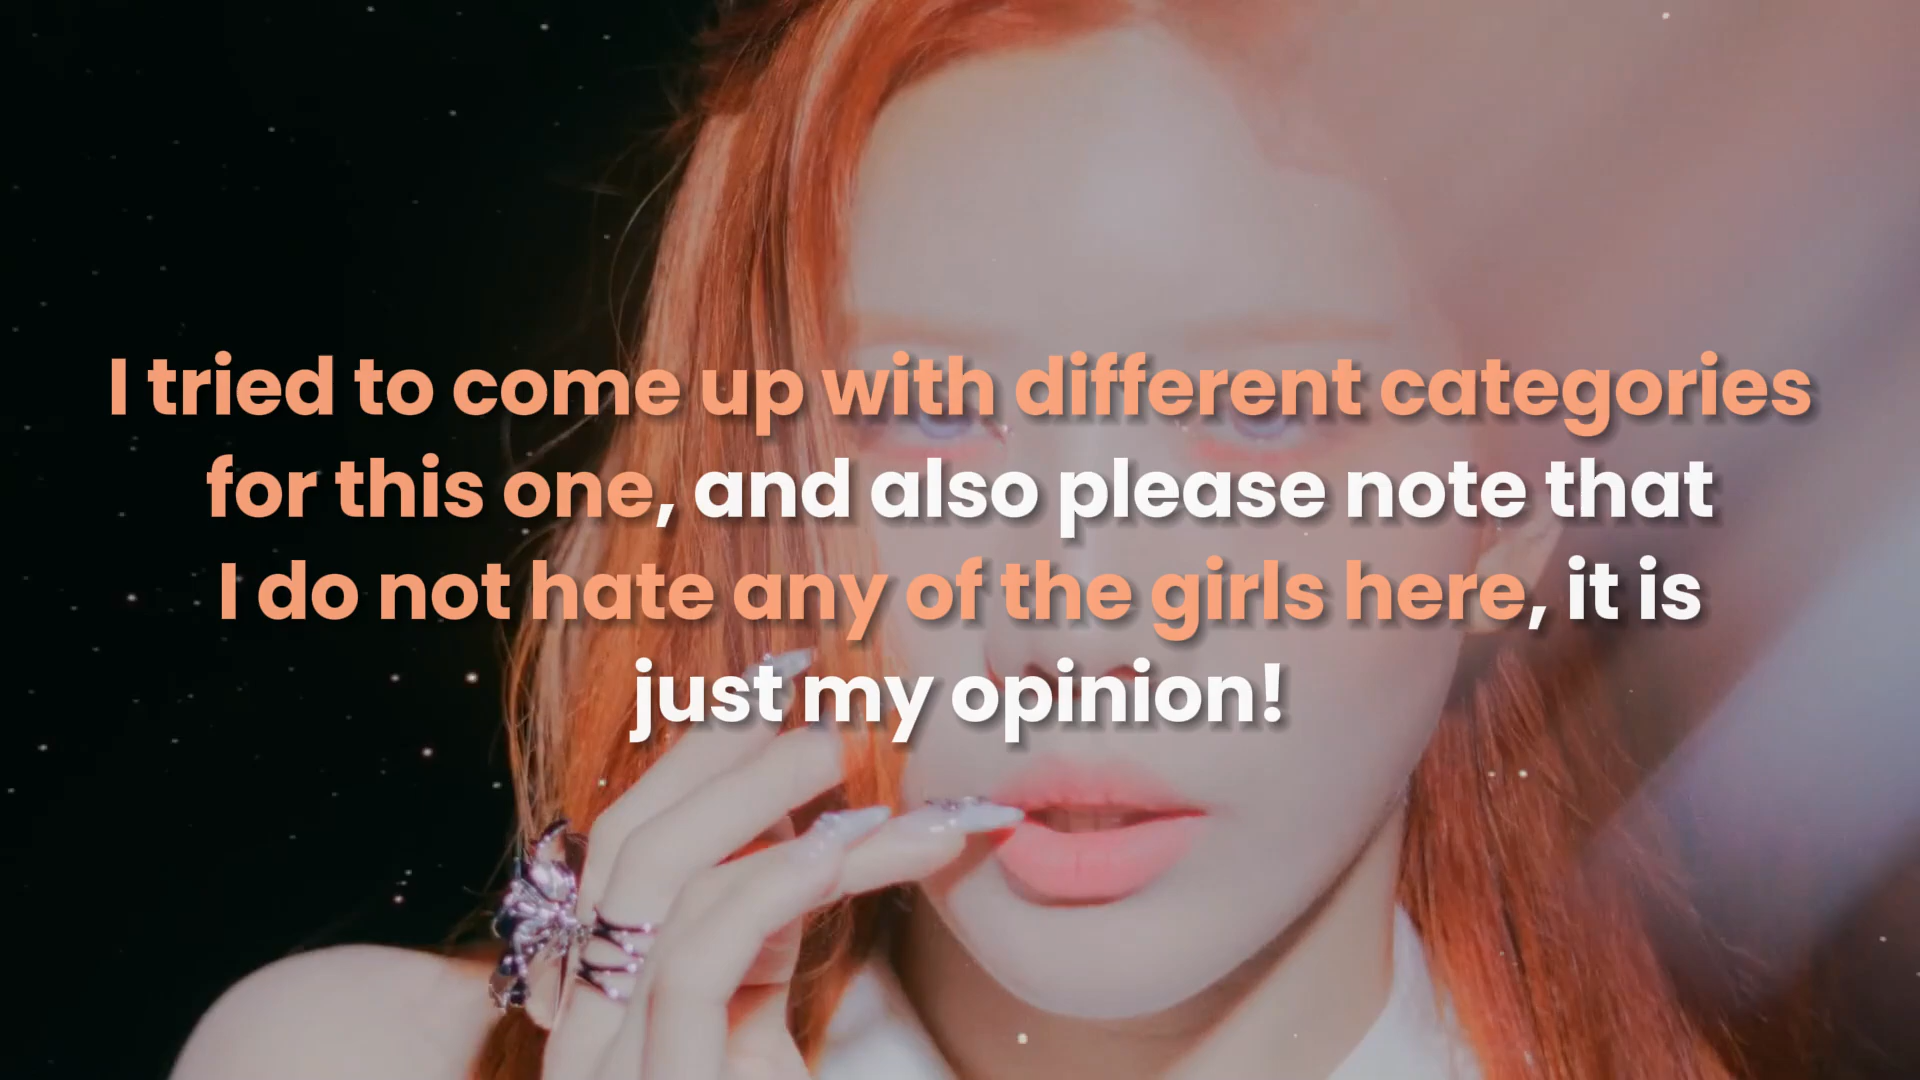 I tried to come up with different categories
for this one, and also please note that
I do not hate any of the girls here, it is
just my opinion!